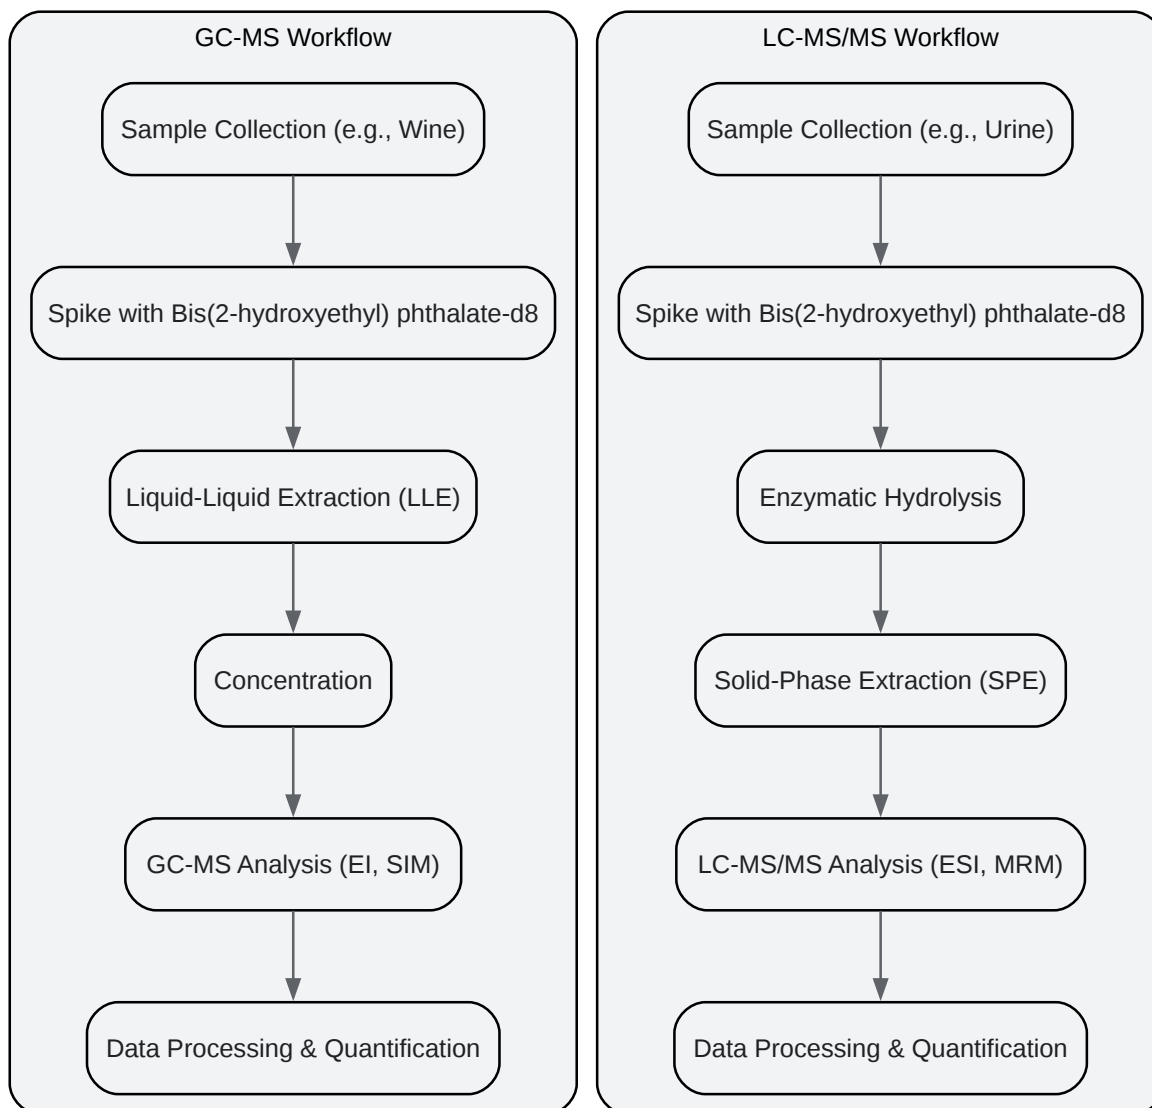 GC-MS Workflow
Sample Collection (e.g., Wine)
Spike with Bis(2-hydroxyethyl) phthalate-d8
Liquid-Liquid Extraction (LLE)
Concentration
GC-MS Analysis (EI, SIM)
Data Processing & Quantification
LC-MS/MS Workflow
Sample Collection (e.g., Urine)
Spike with Bis(2-hydroxyethyl) phthalate-d8
Enzymatic Hydrolysis
Solid-Phase Extraction (SPE)
LC-MS/MS Analysis (ESI, MRM)
Data Processing & Quantification